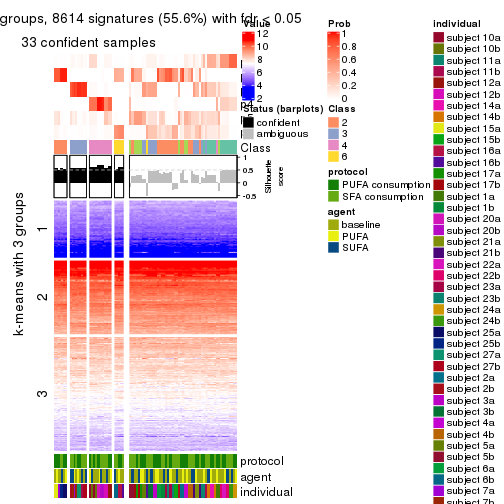 groups, 8614 signatures (55.6%) with fdr < 0.05
33 confident samples
Value
12
10
8
6
4
2
Prob
1
0.8
0.6
0.4
0.2
0
Status (barplots)
confident
ambiguous
Class
2
3
4
6
protocol
PUFA consumption
SFA consumption
agent
baseline
PUFA
SUFA
Class
1
0.5
0
-0.5
Silhouette
score
k-means with 3 groups
1
2
3
protocol
agent
individual
individual
subject 10a
subject 10b
subject 11a
subject 11b
subject 12a
subject 12b
subject 14a
subject 14b
subject 15a
subject 15b
subject 16a
subject 16b
subject 17a
subject 17b
subject 1a
subject 1b
subject 20a
subject 20b
subject 21a
subject 21b
subject 22a
subject 22b
subject 23a
subject 23b
subject 24a
subject 24b
subject 25a
subject 25b
subject 27a
subject 27b
subject 2a
subject 2b
subject 3a
subject 3b
subject 4a
subject 4b
subject 5a
subject 5b
subject 6a
subject 6b
subject 7a
subject 7b